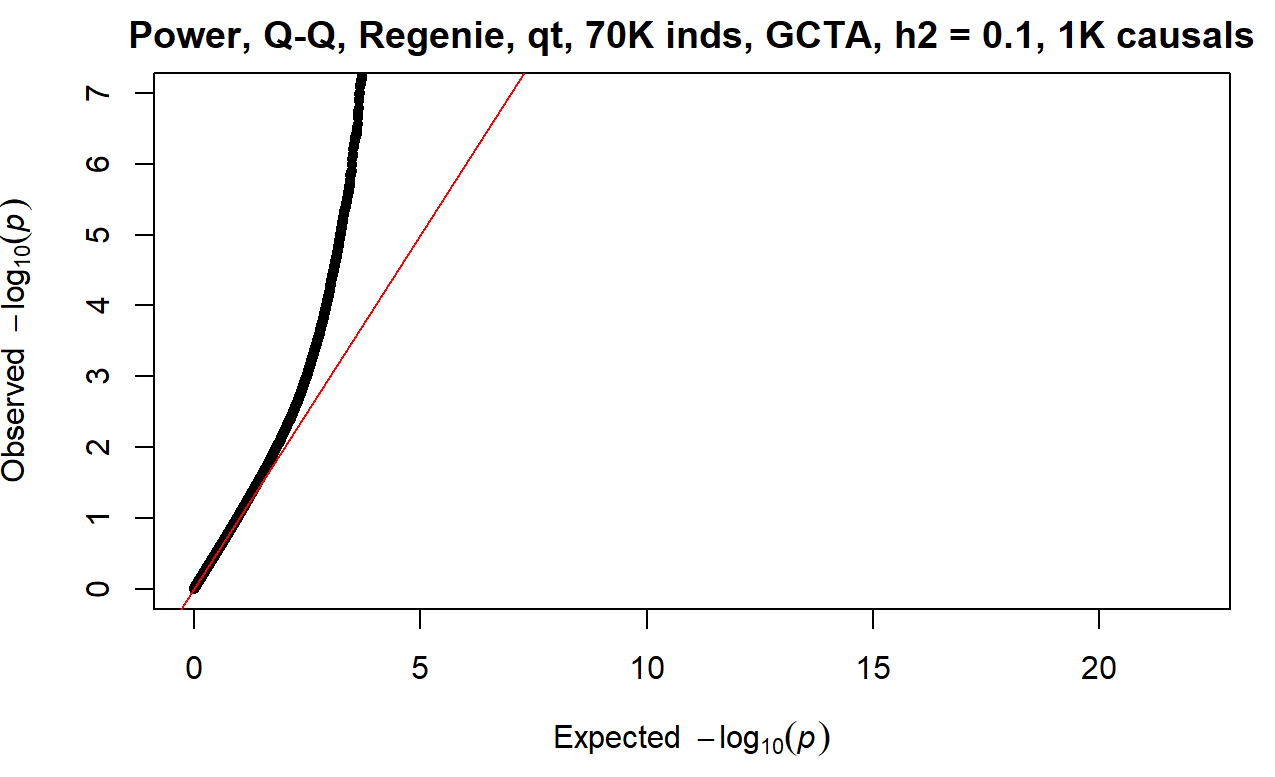 Power, Q-Q, Regenie, qt, 70K inds, GCTA, h2 = 0.1, 1K causals
Observed −log10(p)
7
6
5
4
3
2
1
0
0 5 10 15 20
Expected −log10(p)